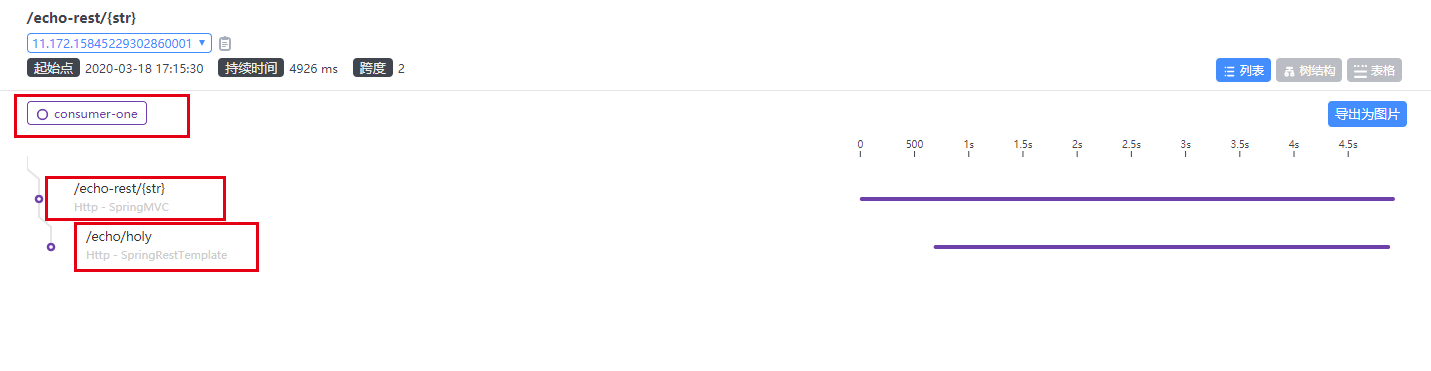 /echo-rest/{str}
11.172.15845229302860001
起始点 2020-03-18 17:15:30 持续时间 4926 ms 跨度 2
列表 树结构 表格
consumer-one
导出为图片
0 500 1s 1.5s 2s 2.5s 3s 3.5s 4s 4.5s
/echo-rest/{str}
Http - SpringMVC
/echo/holy
Http - SpringRestTemplate